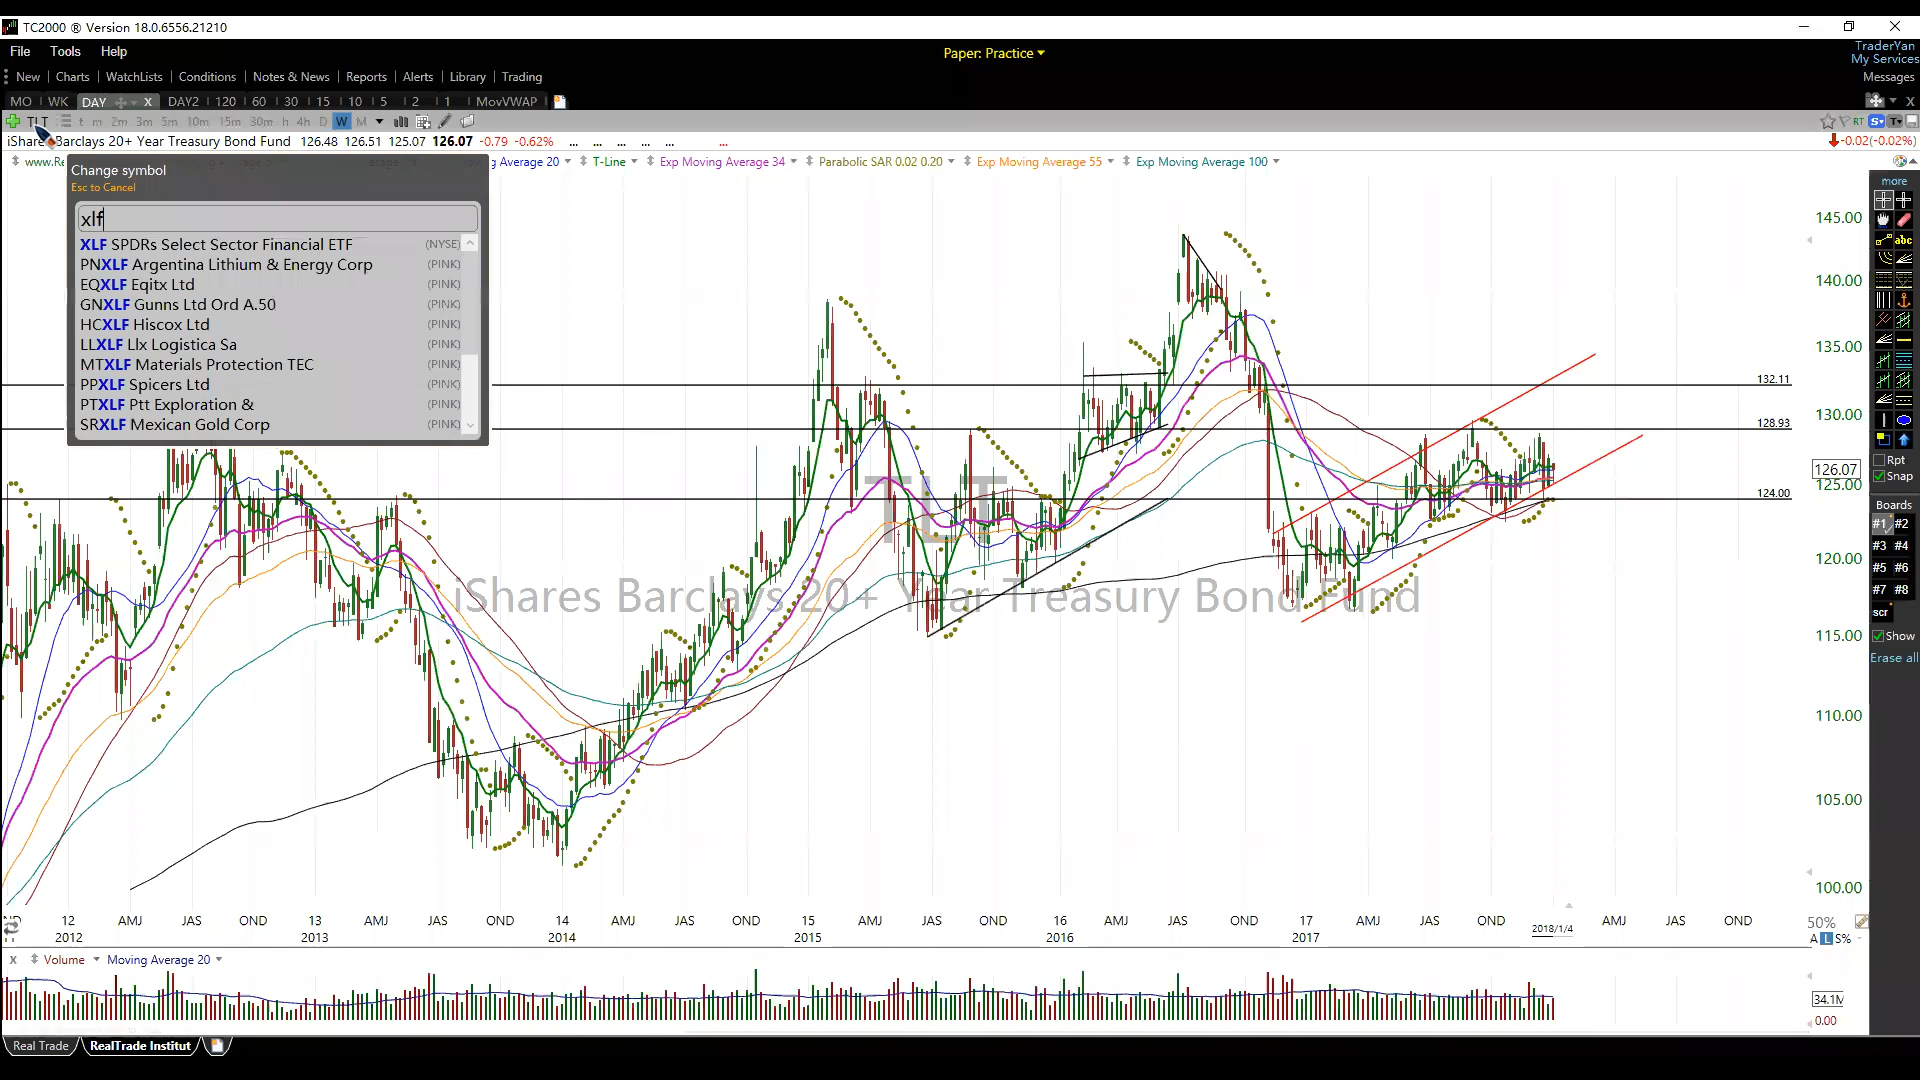 TC2000 ® Version 18.0.6556.21210
File Tools Help
Paper: Practice
TraderYan
My Services
New Charts WatchLists Conditions Notes & News Reports Alerts Library Trading
Messages
MO WK DAY X DAY2 120 60 30 15 10 5 2 1 MovVWAP
X
TLT t m 2m 3m 5m 10m 15m 30m h 4h D W M
RT S T
iShares Barclays 20+ Year Treasury Bond Fund 126.48 126.51 125.07 126.07 -0.79 -0.62% ... ... ... ... ... ...
-0.02(-0.02%)
Moving Average 20 T-Line Exp Moving Average 34 Parabolic SAR 0.02 0.20 Exp Moving Average 55 Exp Moving Average 100
Change symbol
Esc to Cancel
xlf
XLF SPDRs Select Sector Financial ETF (NYSE)
PNXLF Argentina Lithium & Energy Corp (PINK)
EQXLF Eqitx Ltd (PINK)
GNXLF Gunns Ltd Ord A.50 (PINK)
HCXLF Hiscox Ltd (PINK)
LLXLF Llx Logistica Sa (PINK)
MTXLF Materials Protection TEC (PINK)
PPXLF Spicers Ltd (PINK)
PTXLF Ptt Exploration & (PINK)
SRXLF Mexican Gold Corp (PINK)
TLT
iShares Barclays 20+ Year Treasury Bond Fund
132.11
128.93
124.00
145.00
140.00
135.00
130.00
126.07
125.00
120.00
115.00
110.00
105.00
100.00
more
abc
Rpt
Snap
Boards
#1 #2
#3 #4
#5 #6
#7 #8
scr
Show
Erase all
12 AMJ JAS OND 13 AMJ JAS OND 14 AMJ JAS OND 15 AMJ JAS OND 16 AMJ JAS OND 17 AMJ JAS OND AMJ JAS OND
2012 2013 2014 2015 2016 2017 2018/1/4
50%
A L S%
X Volume Moving Average 20
34.1M
0.00
Real Trade RealTrade Institut